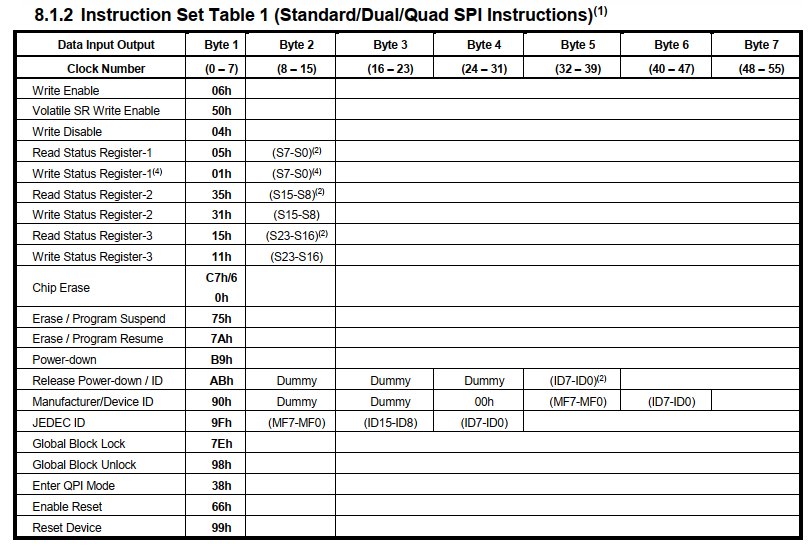 8.1.2 Instruction Set Table 1 (Standard/Dual/Quad SPI Instructions)(1)
Data Input Output Byte 1 Byte 2 Byte 3 Byte 4 Byte 5 Byte 6 Byte 7
Clock Number (0 – 7) (8 – 15) (16 – 23) (24 – 31) (32 – 39) (40 – 47) (48 – 55)
Write Enable 06h
Volatile SR Write Enable 50h
Write Disable 04h
Read Status Register-1 05h (S7-S0)(2)
Write Status Register-1(4) 01h (S7-S0)(4)
Read Status Register-2 35h (S15-S8)(2)
Write Status Register-2 31h (S15-S8)
Read Status Register-3 15h (S23-S16)(2)
Write Status Register-3 11h (S23-S16)
Chip Erase C7h/6
0h
Erase / Program Suspend 75h
Erase / Program Resume 7Ah
Power-down B9h
Release Power-down / ID ABh Dummy Dummy Dummy (ID7-ID0)(2)
Manufacturer/Device ID 90h Dummy Dummy 00h (MF7-MF0) (ID7-ID0)
JEDEC ID 9Fh (MF7-MF0) (ID15-ID8) (ID7-ID0)
Global Block Lock 7Eh
Global Block Unlock 98h
Enter QPI Mode 38h
Enable Reset 66h
Reset Device 99h